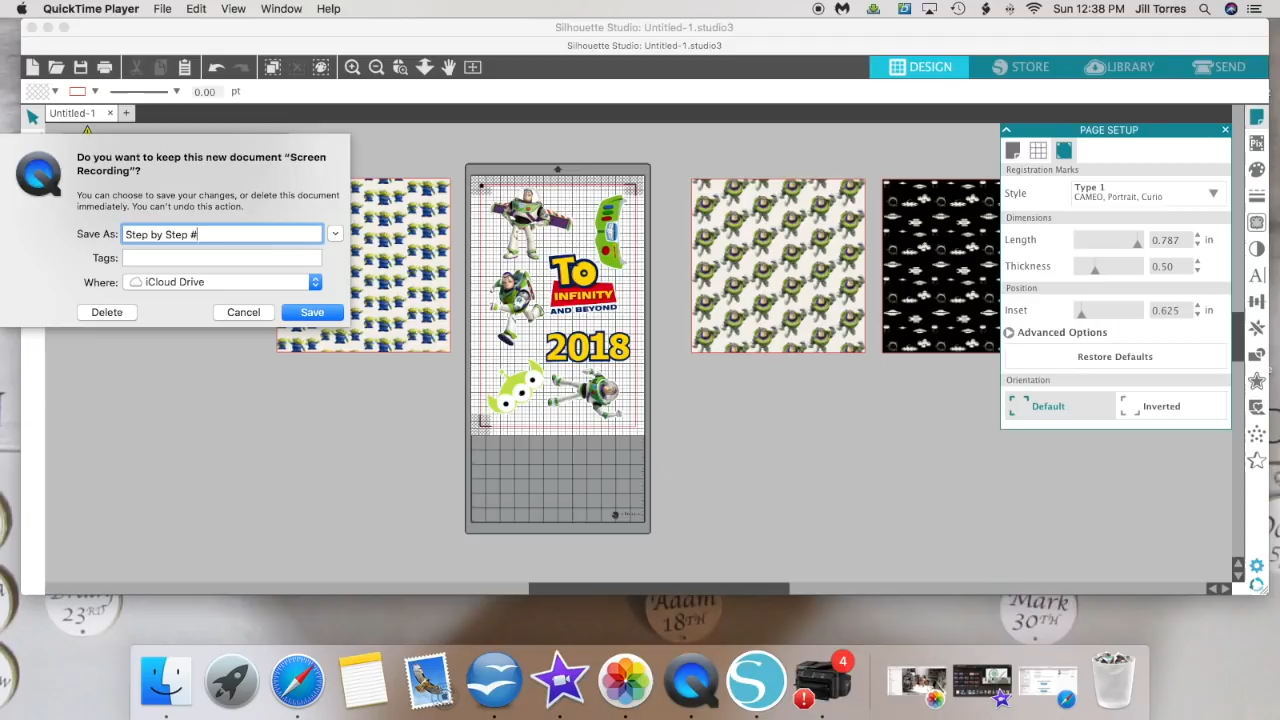 QuickTime Player File Edit View Window Help
Sun 12:38 PM Jill Torres
Silhouette Studio: Untitled-1.studio3
Silhouette Studio: Untitled-1.studio3
DESIGN STORE LIBRARY SEND
0.00 pt
Untitled-1 × +
Do you want to keep this new document “Screen
Recording”?
You can choose to save your changes, or delete this document
immediately. You can’t undo this action.
Save As: Step by Step #
Tags:
Where: iCloud Drive
Delete Cancel Save
TO
INFINITY
AND BEYOND
2018
PAGE SETUP
Registration Marks
Style Type 1
CAMEO, Portrait, Curio
Dimensions
Length 0.787 in
Thickness 0.50
Position
Inset 0.625 in
Advanced Options
Restore Defaults
Orientation
Default Inverted
Pix
A
23RD
Adam
18TH
Mark
30TH
4